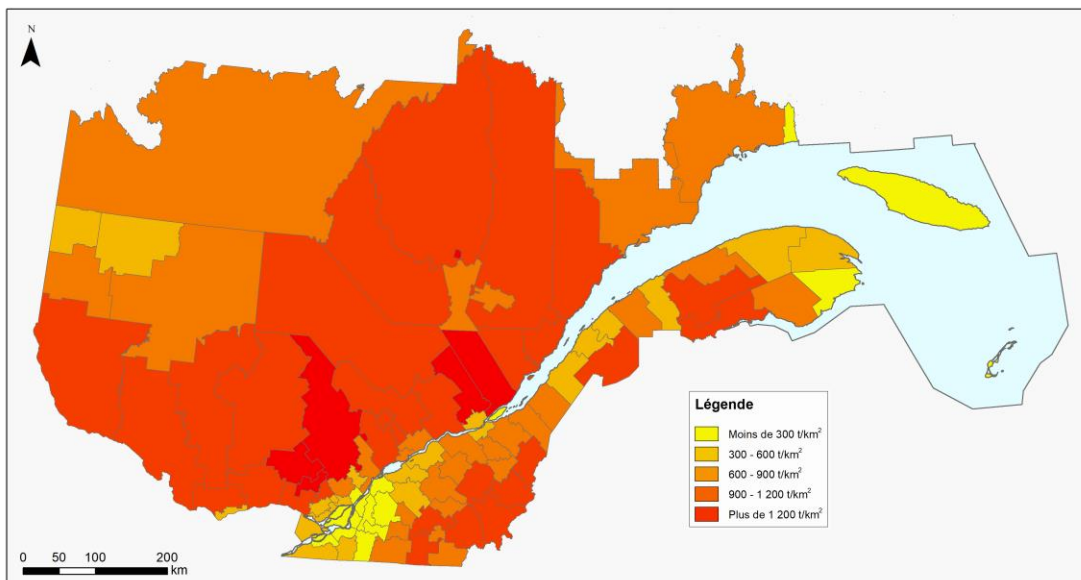 N
Légende
Moins de 300 t/km²
300 - 600 t/km²
600 - 900 t/km²
900 - 1 200 t/km²
Plus de 1 200 t/km²
0 50 100 200
km